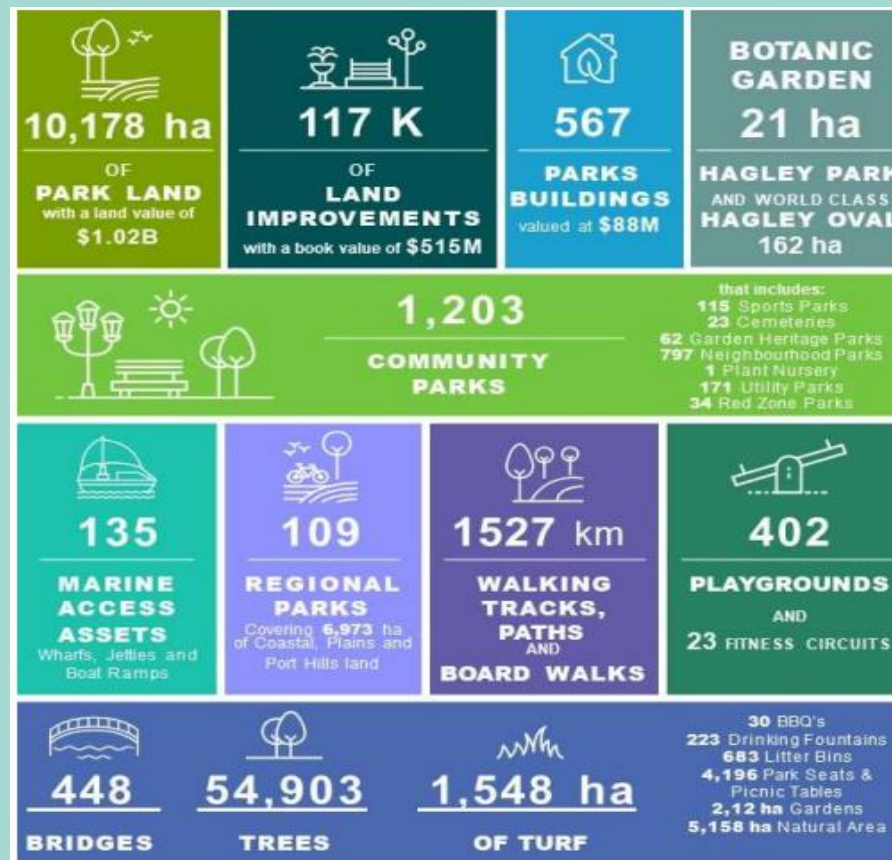 10,178 ha
OF
PARK LAND
with a land value of
$1.02B
117 K
OF
LAND
IMPROVEMENTS
with a book value of $515M
567
PARKS
BUILDINGS
valued at $88M
BOTANIC
GARDEN
21 ha
HAGLEY PARK
AND WORLD CLASS
HAGLEY OVAL
162 ha
1,203
COMMUNITY
PARKS
that includes:
115 Sports Parks
23 Cemeteries
62 Garden Heritage Parks
797 Neighbourhood Parks
1 Plant Nursery
171 Utility Parks
34 Red Zone Parks
135
MARINE
ACCESS
ASSETS
Wharfs, Jetties and
Boat Ramps
109
REGIONAL
PARKS
Covering 6,973 ha
of Coastal, Plains and
Port Hills land
1527 km
WALKING
TRACKS,
PATHS
AND
BOARD WALKS
402
PLAYGROUNDS
AND
23 FITNESS CIRCUITS
448
BRIDGES
54,903
TREES
1,548 ha
OF TURF
30 BBQ's
223 Drinking Fountains
683 Litter Bins
4,196 Park Seats &
Picnic Tables
2,12 ha Gardens
5,158 ha Natural Area